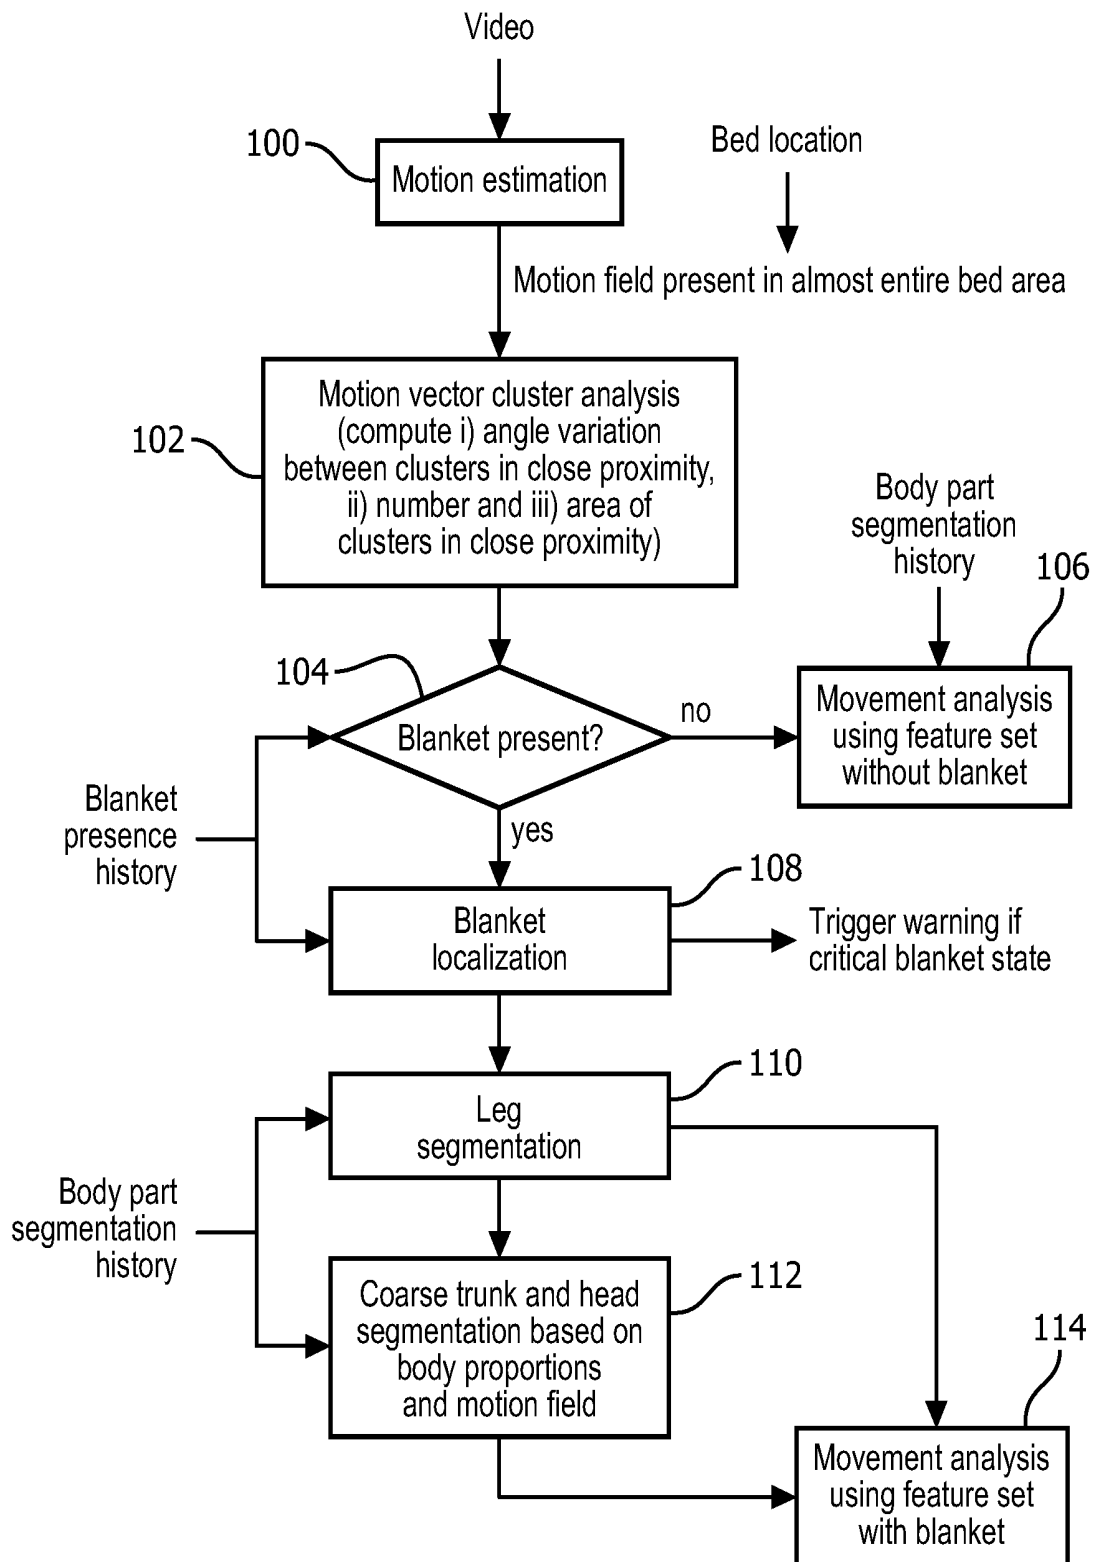 Video
100
Motion estimation
Bed location
Motion field present in almost entire bed area
102
Motion vector cluster analysis
(compute i) angle variation
between clusters in close proximity,
ii) number and iii) area of
clusters in close proximity)
Body part
segmentation
history
106
104
Blanket present?
no
Movement analysis
using feature set
without blanket
Blanket
presence
history
yes
108
Blanket
localization
Trigger warning if
critical blanket state
110
Leg
segmentation
Body part
segmentation
history
112
Coarse trunk and head
segmentation based on
body proportions
and motion field
114
Movement analysis
using feature set
with blanket